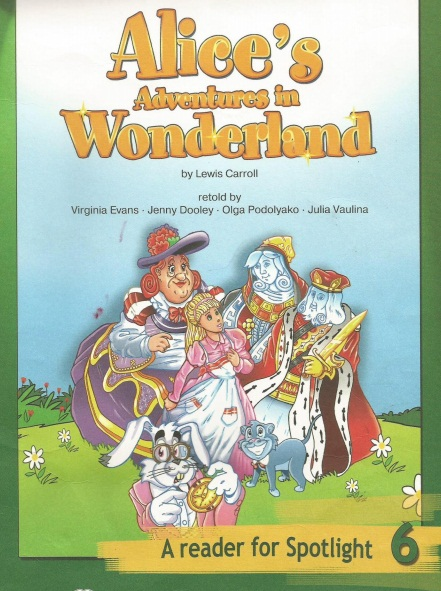 Alice's
Adventures in
Wonderland
by Lewis Carroll
retold by
Virginia Evans · Jenny Dooley · Olga Podolyako · Julia Vaulina
A reader for Spotlight 6